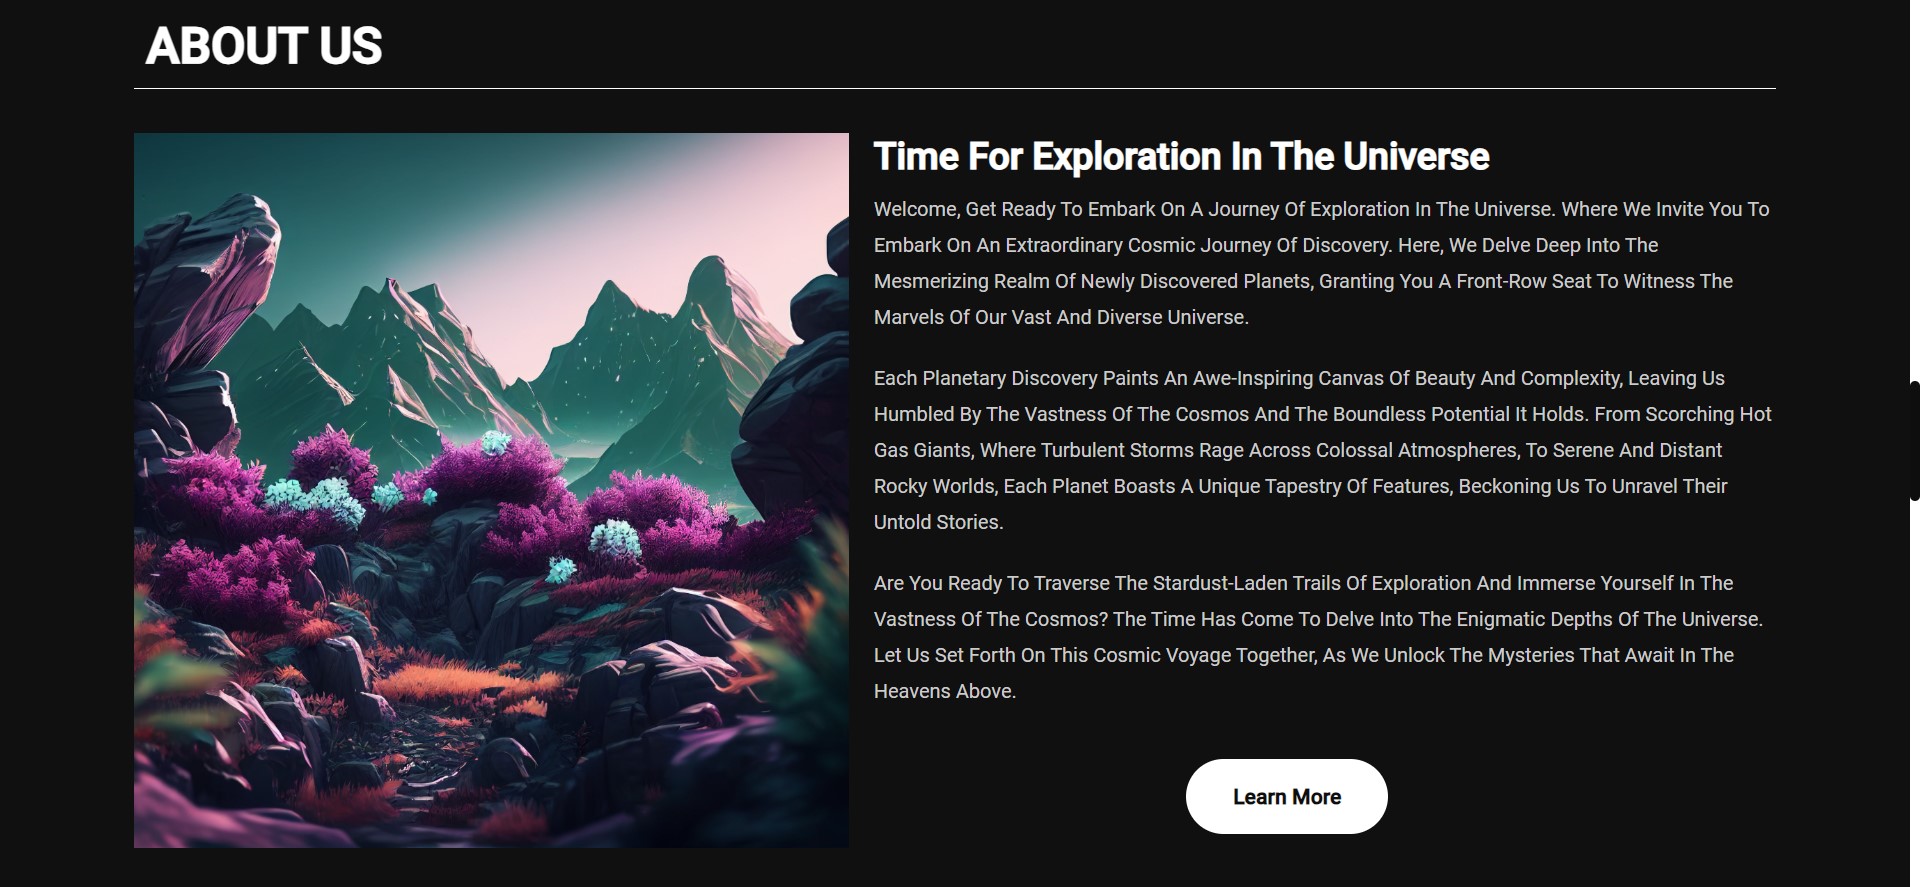 ABOUT US
Time For Exploration In The Universe
Welcome, Get Ready To Embark On A Journey Of Exploration In The Universe. Where We Invite You To
Embark On An Extraordinary Cosmic Journey Of Discovery. Here, We Delve Deep Into The
Mesmerizing Realm Of Newly Discovered Planets, Granting You A Front-Row Seat To Witness The
Marvels Of Our Vast And Diverse Universe.
Each Planetary Discovery Paints An Awe-Inspiring Canvas Of Beauty And Complexity, Leaving Us
Humbled By The Vastness Of The Cosmos And The Boundless Potential It Holds. From Scorching Hot
Gas Giants, Where Turbulent Storms Rage Across Colossal Atmospheres, To Serene And Distant
Rocky Worlds, Each Planet Boasts A Unique Tapestry Of Features, Beckoning Us To Unravel Their
Untold Stories.
Are You Ready To Traverse The Stardust-Laden Trails Of Exploration And Immerse Yourself In The
Vastness Of The Cosmos? The Time Has Come To Delve Into The Enigmatic Depths Of The Universe.
Let Us Set Forth On This Cosmic Voyage Together, As We Unlock The Mysteries That Await In The
Heavens Above.
Learn More